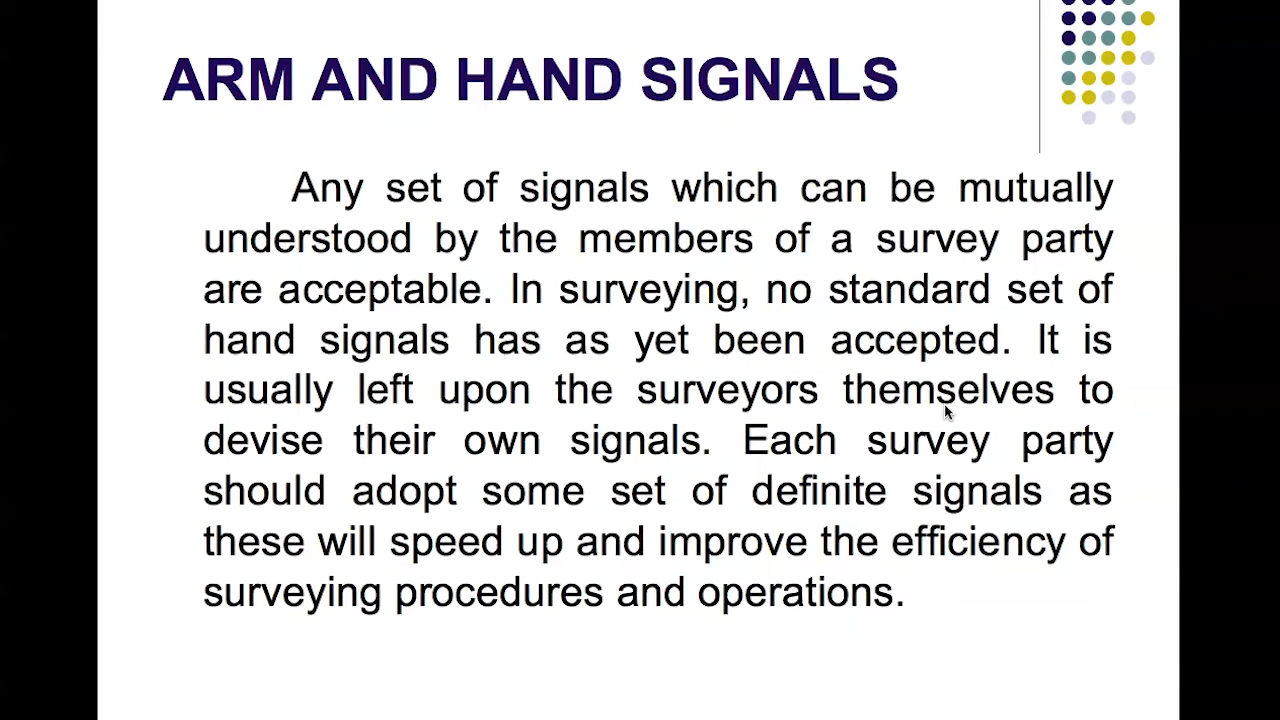 ARM AND HAND SIGNALS
Any set of signals which can be mutually
understood by the members of a survey party
are acceptable. In surveying, no standard set of
hand signals has as yet been accepted. It is
usually left upon the surveyors themselves to
devise their own signals. Each survey party
should adopt some set of definite signals as
these will speed up and improve the efficiency of
surveying procedures and operations.